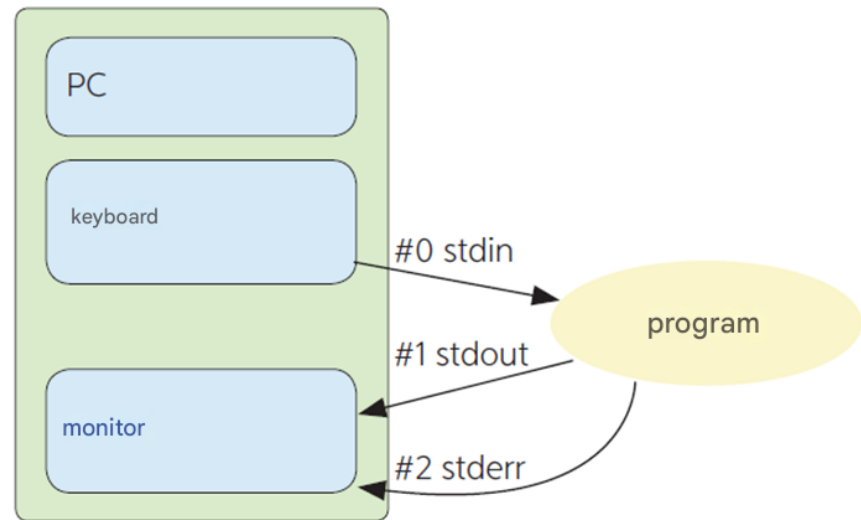 PC
keyboard
#0 stdin
program
#1 stdout
monitor
#2 stderr